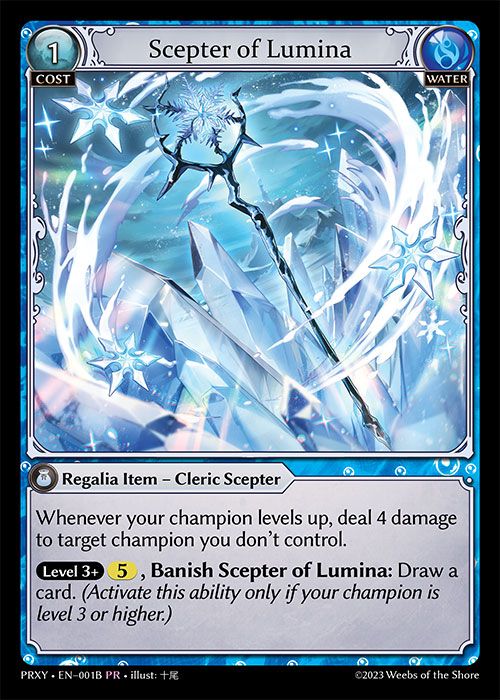 1
Scepter of Lumina
COST
WATER
Regalia Item – Cleric Scepter
Whenever your champion levels up, deal 4 damage
to target champion you don't control.
Level 3+ 5 , Banish Scepter of Lumina: Draw a
card. (Activate this ability only if your champion is
level 3 or higher.)
PRXY • EN–001B PR • illust: 十尾
©2023 Weebs of the Shore